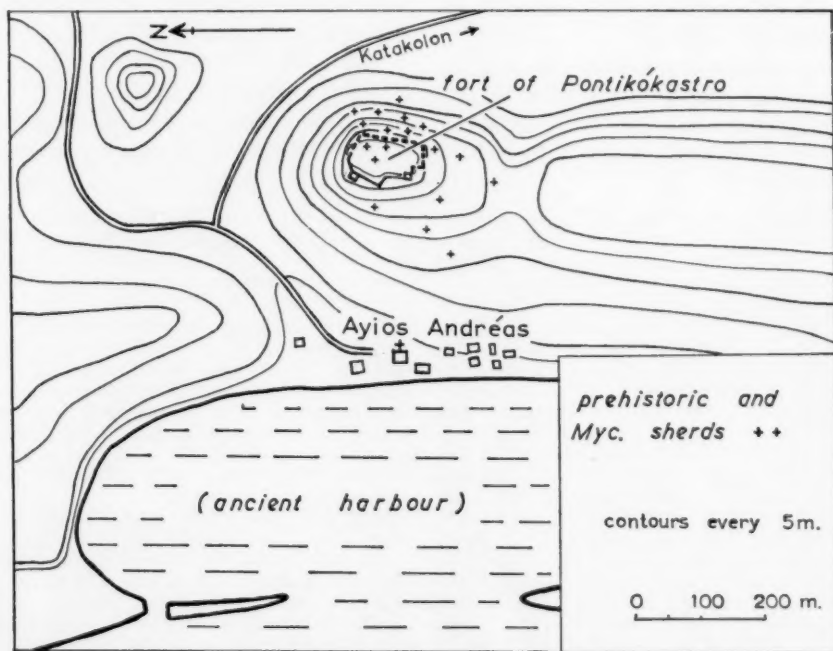 N
Katakolon →
fort of Pontikókastro
Ayios Andréas
prehistoric and
Myc. sherds ++
(ancient harbour)
contours every 5m.
0 100 200 m.